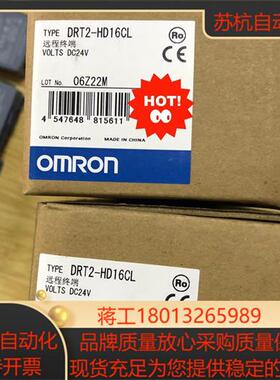 苏杭自动
TYPE DRT2-HD16CL
远程终端
VOLTS DC24V
Ro
LOT No. 06Z22M
HOT!
4 547648 815611
OMRON Corporation
MADE IN CHINA
OMRON
TYPE DRT2-HD16CL
远程终端
VOLTS DC24V
Ro
蒋工18013265989
自动化
品牌质量放心采购质量保
开票
现货充足为您提供稳定的